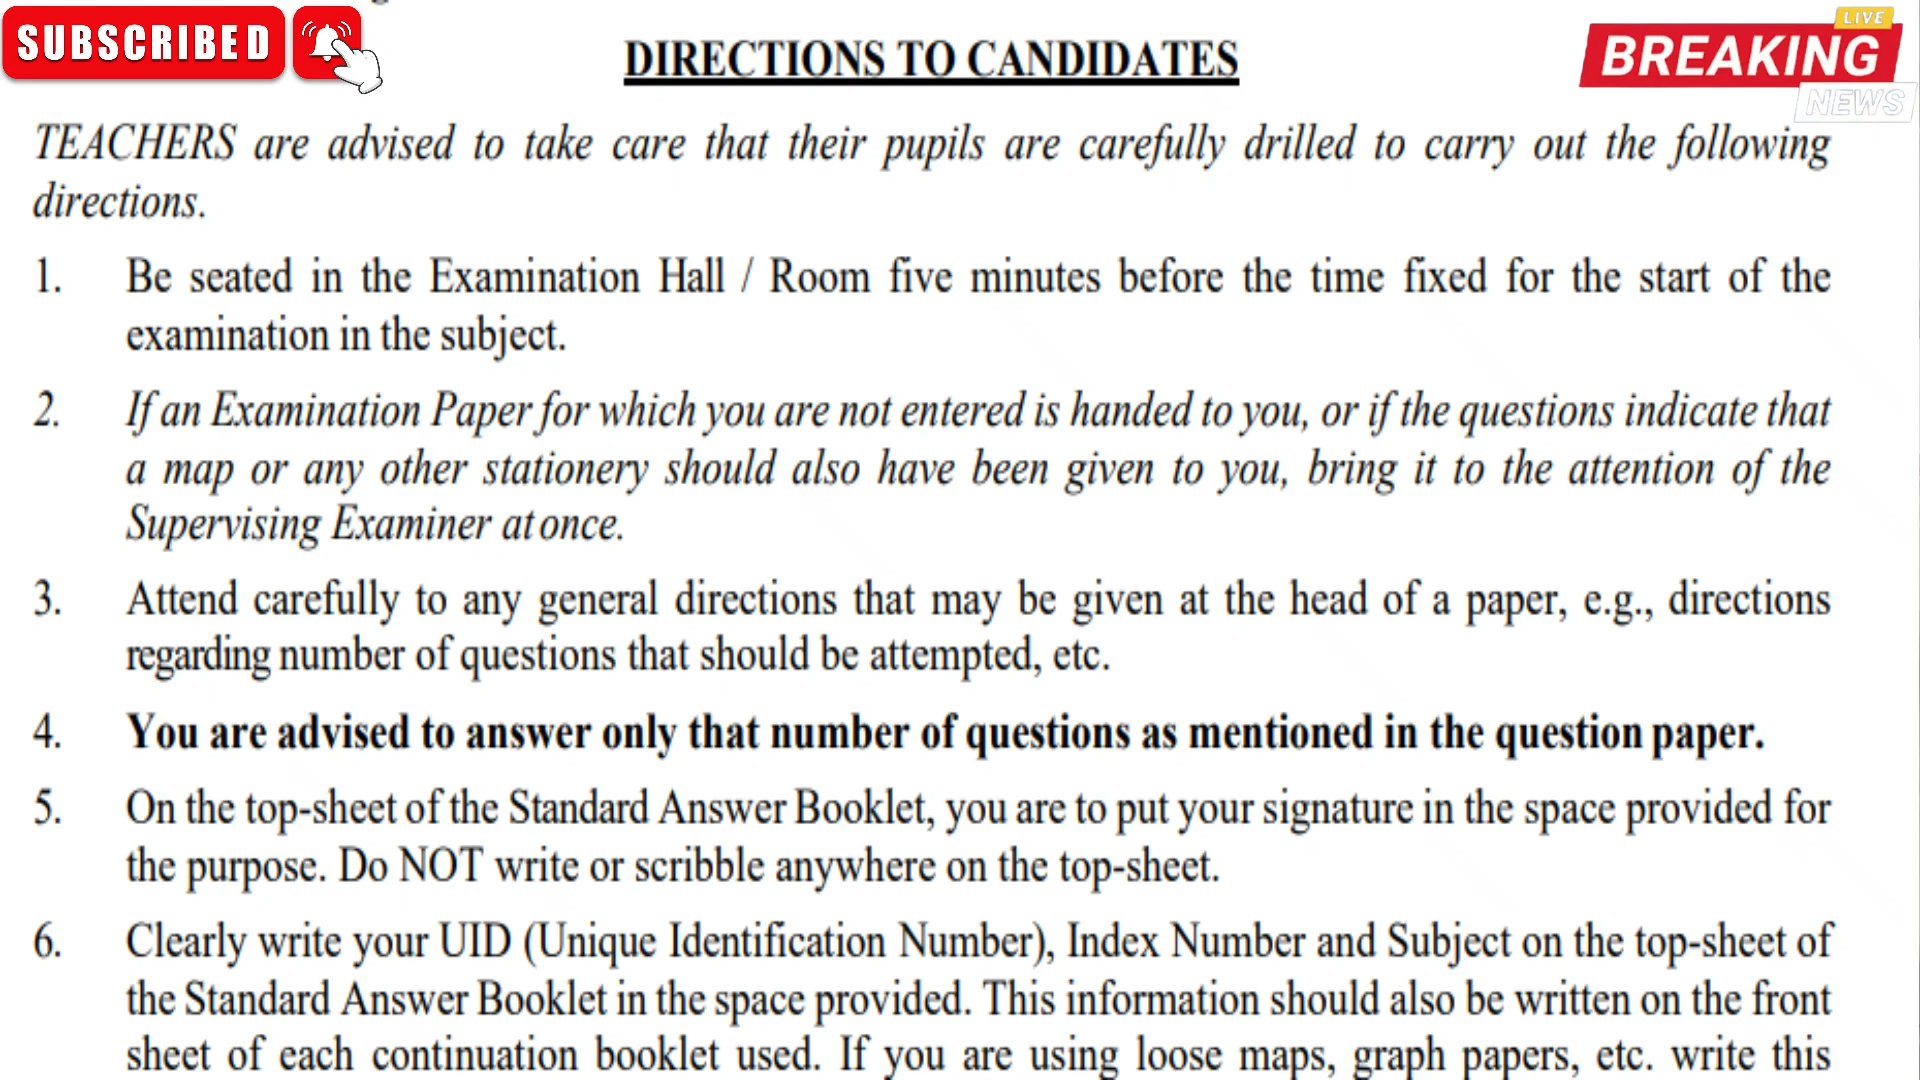 SUBSCRIBED
LIVE
BREAKING
NEWS
DIRECTIONS TO CANDIDATES
TEACHERS are advised to take care that their pupils are carefully drilled to carry out the following
directions.
1. Be seated in the Examination Hall / Room five minutes before the time fixed for the start of the
examination in the subject.
2. If an Examination Paper for which you are not entered is handed to you, or if the questions indicate that
a map or any other stationery should also have been given to you, bring it to the attention of the
Supervising Examiner at once.
3. Attend carefully to any general directions that may be given at the head of a paper, e.g., directions
regarding number of questions that should be attempted, etc.
4. You are advised to answer only that number of questions as mentioned in the question paper.
5. On the top-sheet of the Standard Answer Booklet, you are to put your signature in the space provided for
the purpose. Do NOT write or scribble anywhere on the top-sheet.
6. Clearly write your UID (Unique Identification Number), Index Number and Subject on the top-sheet of
the Standard Answer Booklet in the space provided. This information should also be written on the front
sheet of each continuation booklet used. If you are using loose maps, graph papers, etc. write this